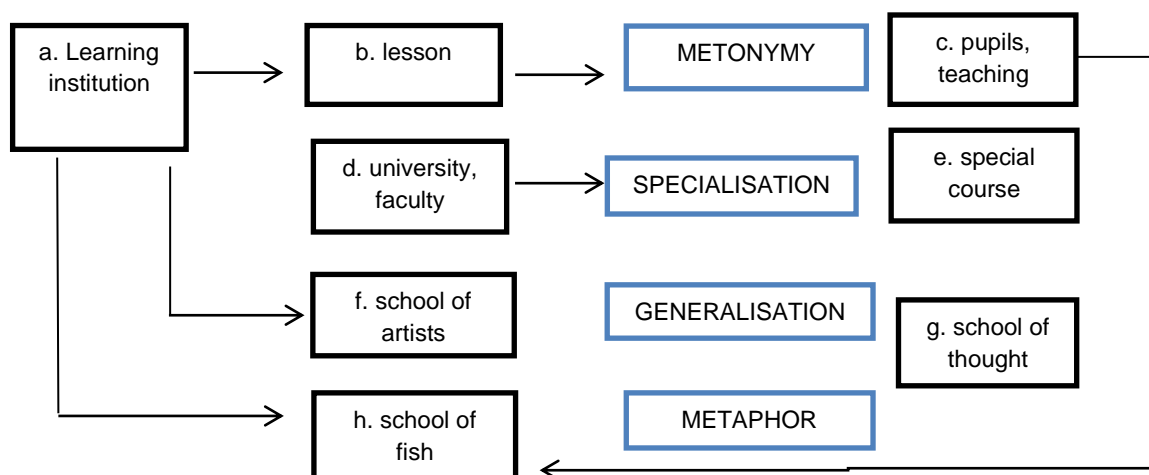 a. Learning
institution
b. lesson
METONYMY
c. pupils,
teaching
d. university,
faculty
SPECIALISATION
e. special
course
f. school of
artists
GENERALISATION
g. school of
thought
h. school of
fish
METAPHOR